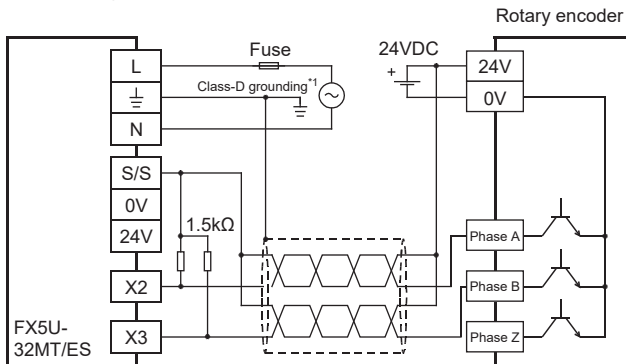 Rotary encoder
L
Fuse
24VDC
24V
Class-D grounding*1
+
0V
N
S/S
0V
24V
1.5kΩ
Phase A
X2
Phase B
FX5U-
32MT/ES
X3
Phase Z